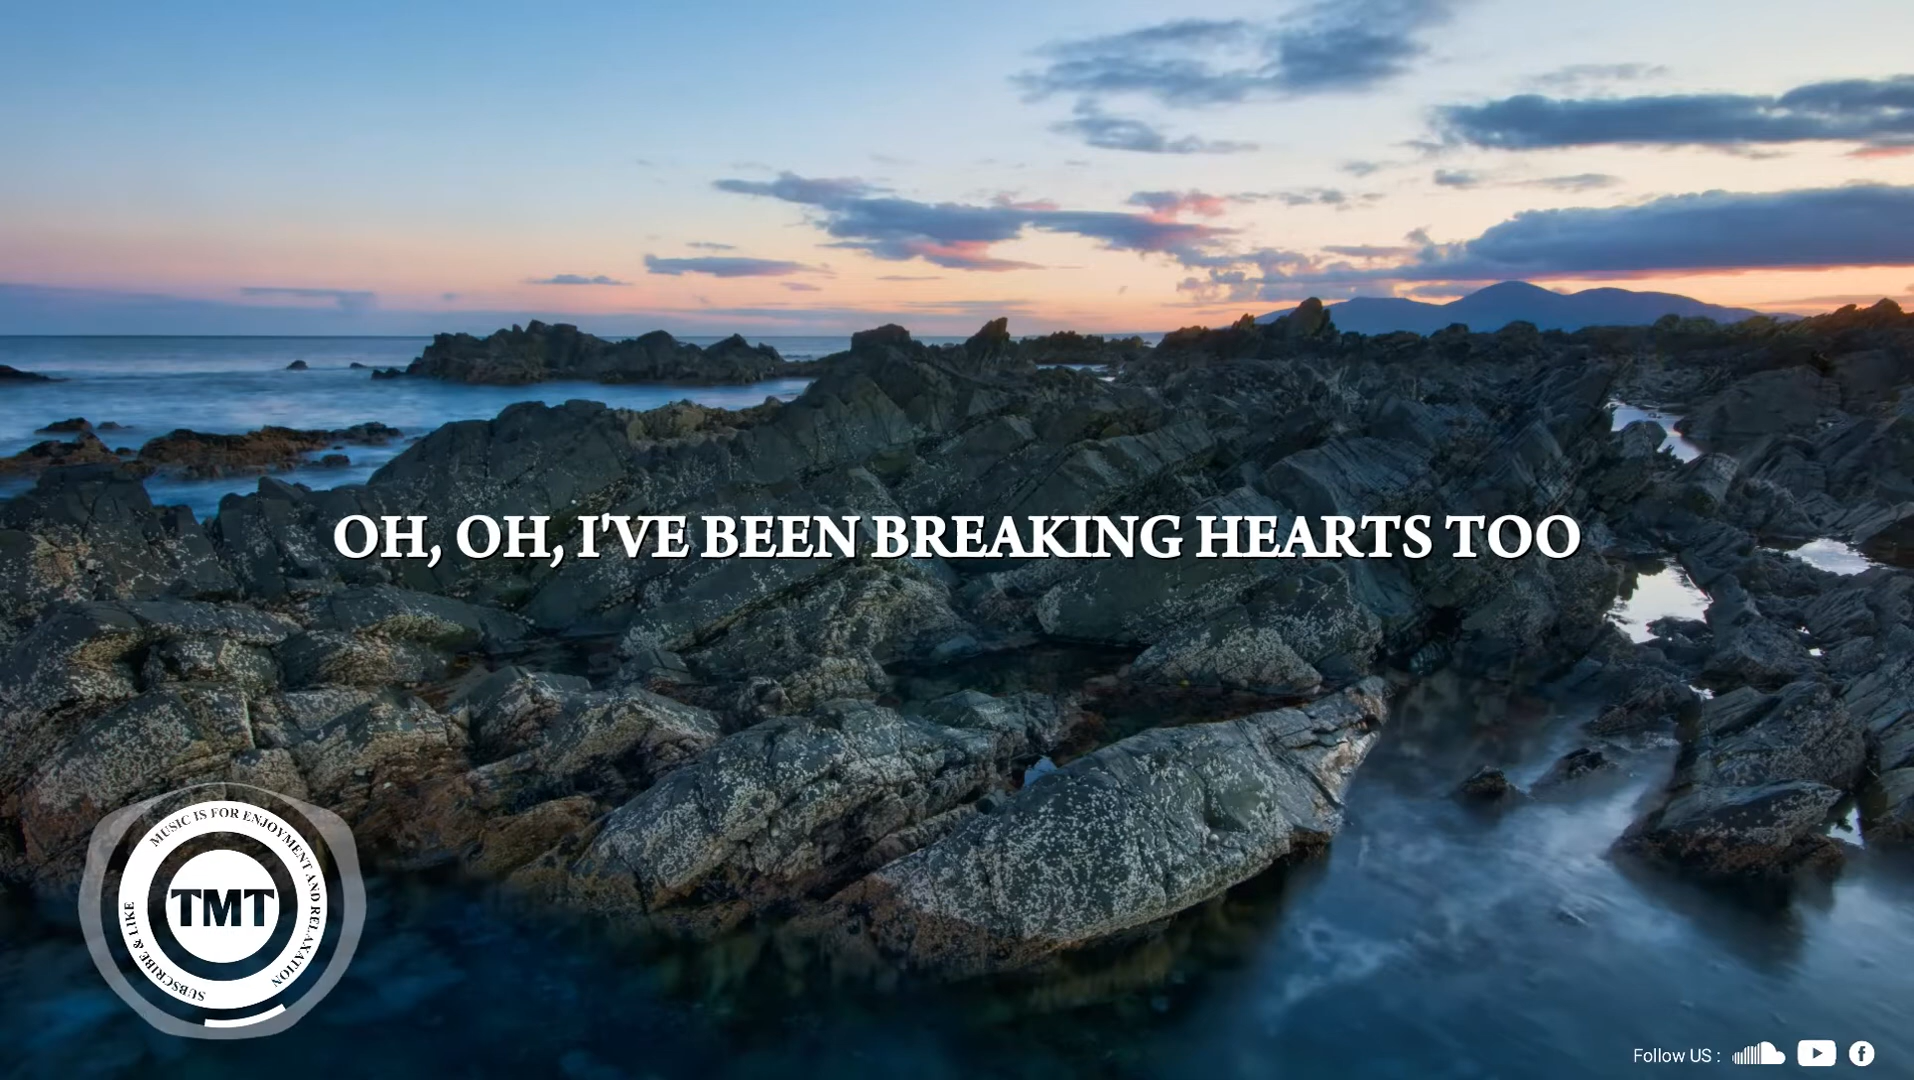 OH, OH, I'VE BEEN BREAKING HEARTS TOO
MUSIC IS FOR ENJOYMENT AND RELAXATION
SUBSCRIBE & LIKE
TMT
Follow US :